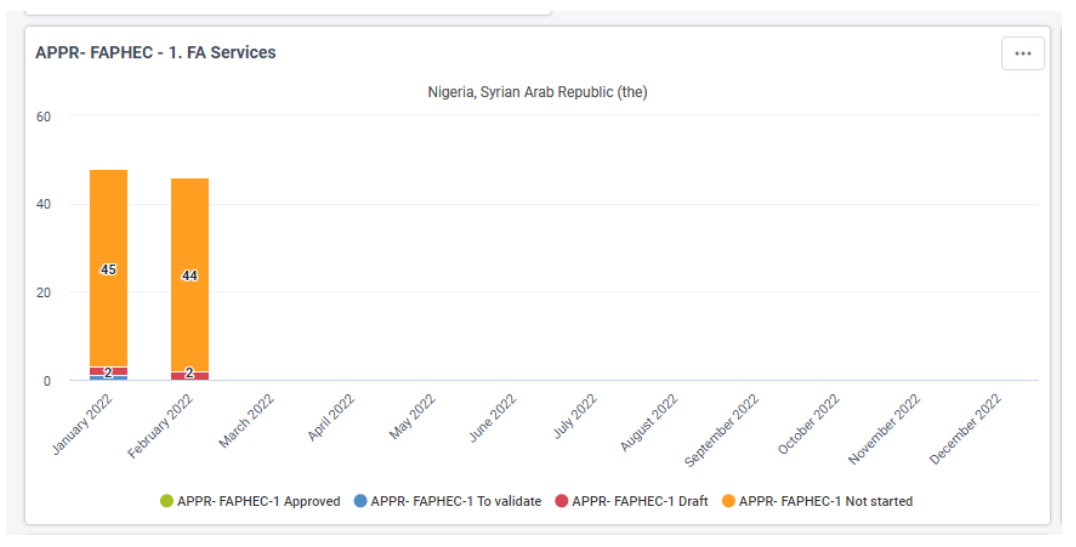 APPR- FAPHEC - 1. FA Services
...
Nigeria, Syrian Arab Republic (the)
60
40
20
0
45
44
2
2
January 2022
February 2022
March 2022
April 2022
May 2022
June 2022
July 2022
August 2022
September 2022
October 2022
November 2022
December 2022
APPR- FAPHEC-1 Approved APPR- FAPHEC-1 To validate APPR- FAPHEC-1 Draft APPR- FAPHEC-1 Not started